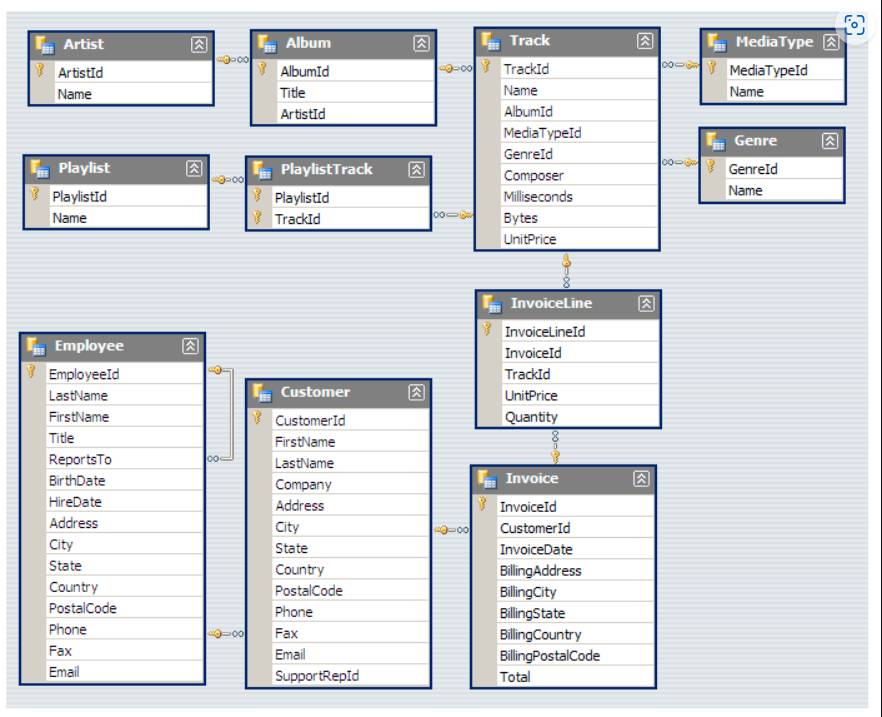 Artist
ArtistId
Name
Album
AlbumId
Title
ArtistId
Track
TrackId
Name
AlbumId
MediaTypeId
GenreId
Composer
Milliseconds
Bytes
UnitPrice
MediaType
MediaTypeId
Name
Genre
GenreId
Name
Playlist
PlaylistId
Name
PlaylistTrack
PlaylistId
TrackId
InvoiceLine
InvoiceLineId
InvoiceId
TrackId
UnitPrice
Quantity
Employee
EmployeeId
LastName
FirstName
Title
ReportsTo
BirthDate
HireDate
Address
City
State
Country
PostalCode
Phone
Fax
Email
Customer
CustomerId
FirstName
LastName
Company
Address
City
State
Country
PostalCode
Phone
Fax
Email
SupportRepId
Invoice
InvoiceId
CustomerId
InvoiceDate
BillingAddress
BillingCity
BillingState
BillingCountry
BillingPostalCode
Total